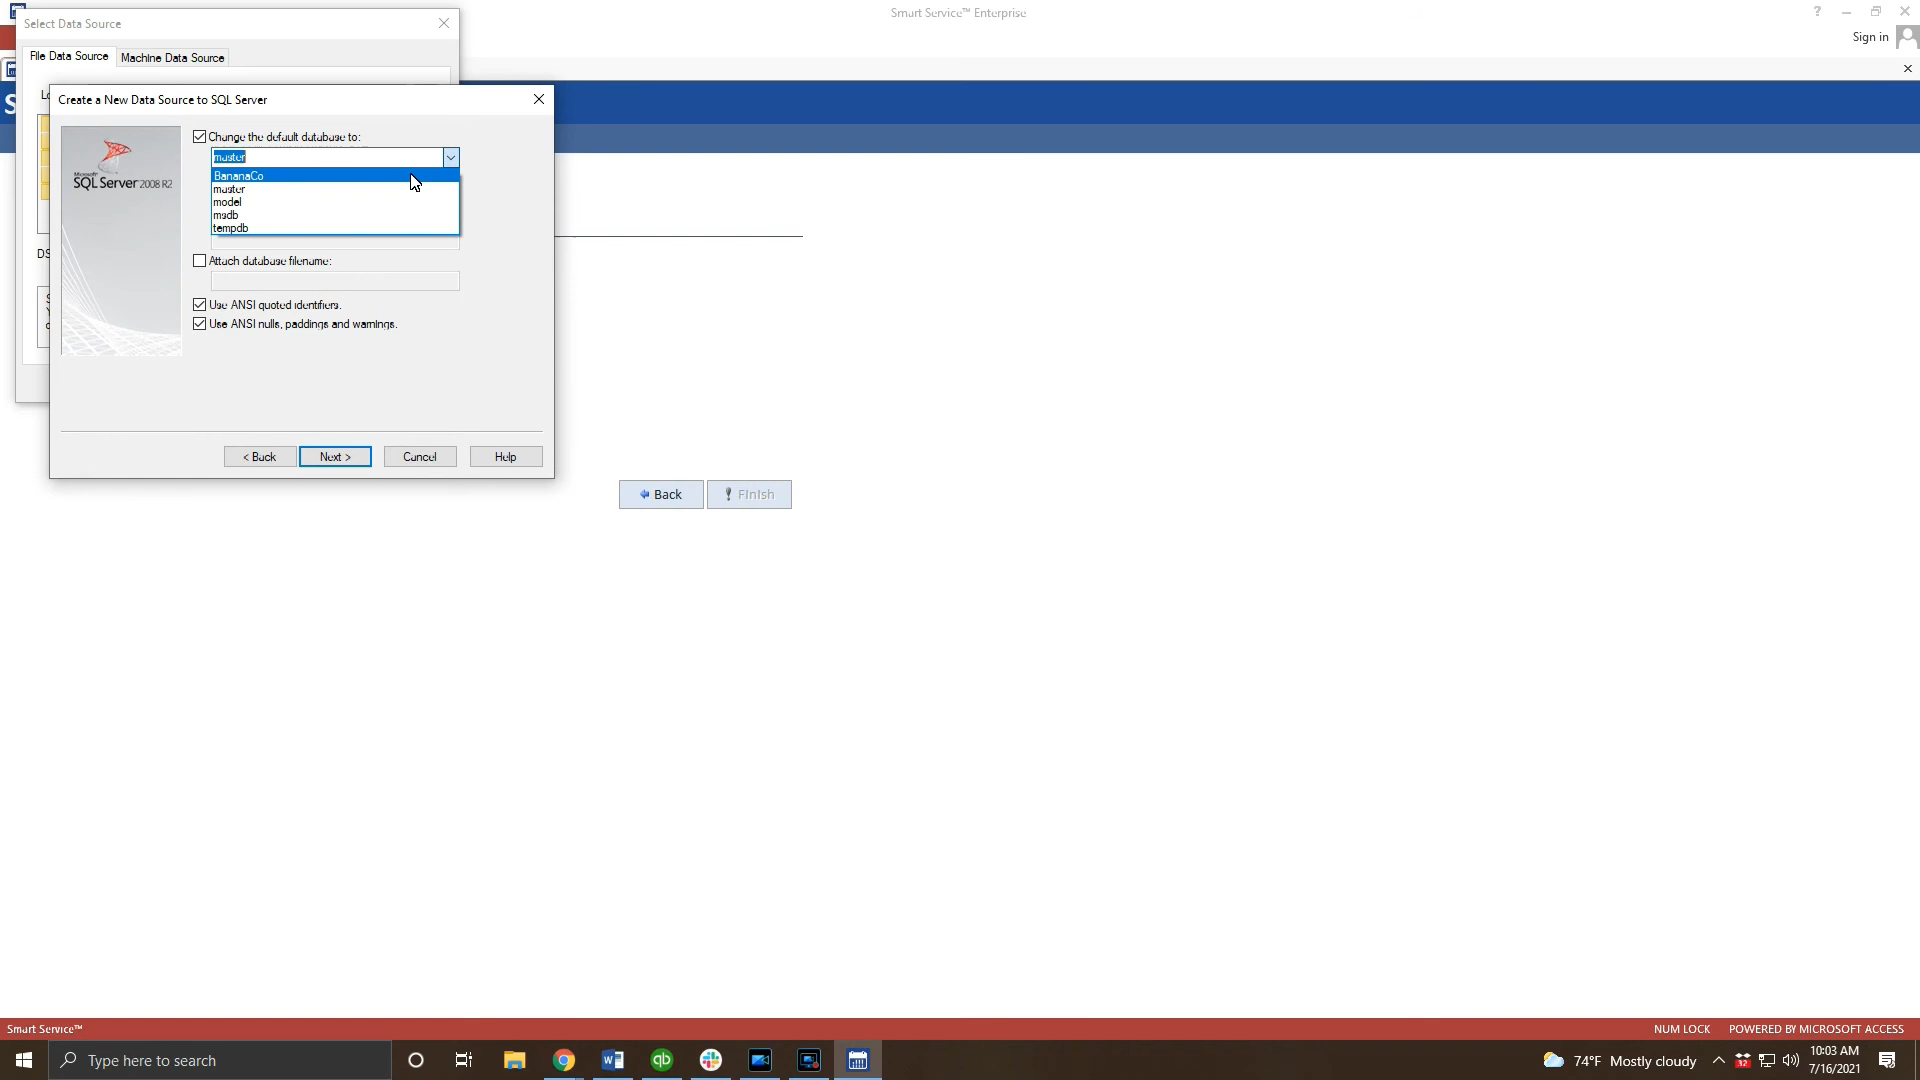 Select Data Source
Smart Service™ Enterprise
Sign in
File Data Source
Machine Data Source
Lo
S
Create a New Data Source to SQL Server
Change the default database to:
master
BananaCo
master
model
msdb
tempdb
Microsoft
SQL Server 2008 R2
DS
Attach database filename:
Use ANSI quoted identifiers.
Use ANSI nulls, paddings and warnings.
< Back
Next >
Cancel
Help
Back
Finish
Smart Service™
NUM LOCK
POWERED BY MICROSOFT ACCESS
Type here to search
74°F Mostly cloudy
32
10:03 AM
7/16/2021